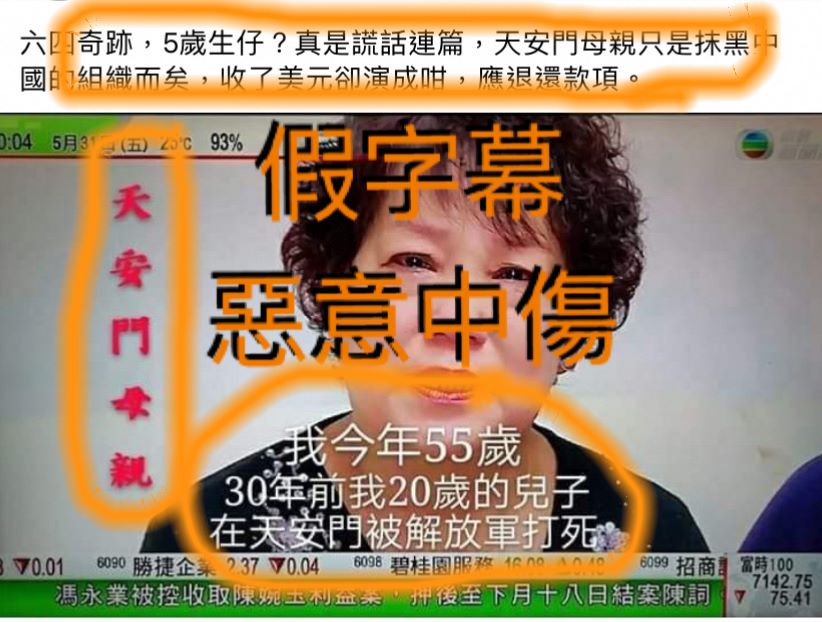 六四奇跡，5歲生仔？真是謊話連篇，天安門母親只是抹黑中
國的組織而矣，收了美元卻演成咁，應退還款項。
0:04 5月31日(五) 25°c 93%
假字幕
惡意中傷
天安門母親
我今年55歲
30年前我20歲的兒子
在天安門被解放軍打死
▼0.01 6090 勝捷企業 2.37 ▼0.04 6098 碧桂園服務 16.08 △0.48 6099 招商
富時100
7142.75
▼ 75.41
馮永業被控收取陳婉玉利益案，押後至下月十八日結案陳詞。